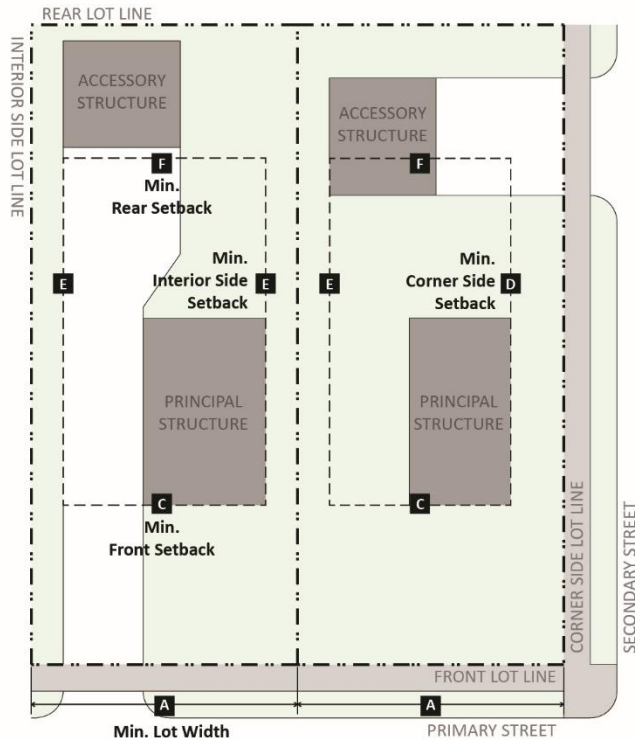 REAR LOT LINE
INTERIOR SIDE LOT LINE
ACCESSORY
STRUCTURE
ACCESSORY
STRUCTURE
F
Min.
Rear Setback
F
E
Min.
Interior Side
Setback
E
E
Min.
Corner Side
Setback
D
PRINCIPAL
STRUCTURE
PRINCIPAL
STRUCTURE
C
Min.
Front Setback
C
CORNER SIDE LOT LINE
SECONDARY STREET
FRONT LOT LINE
A
Min. Lot Width
A
PRIMARY STREET